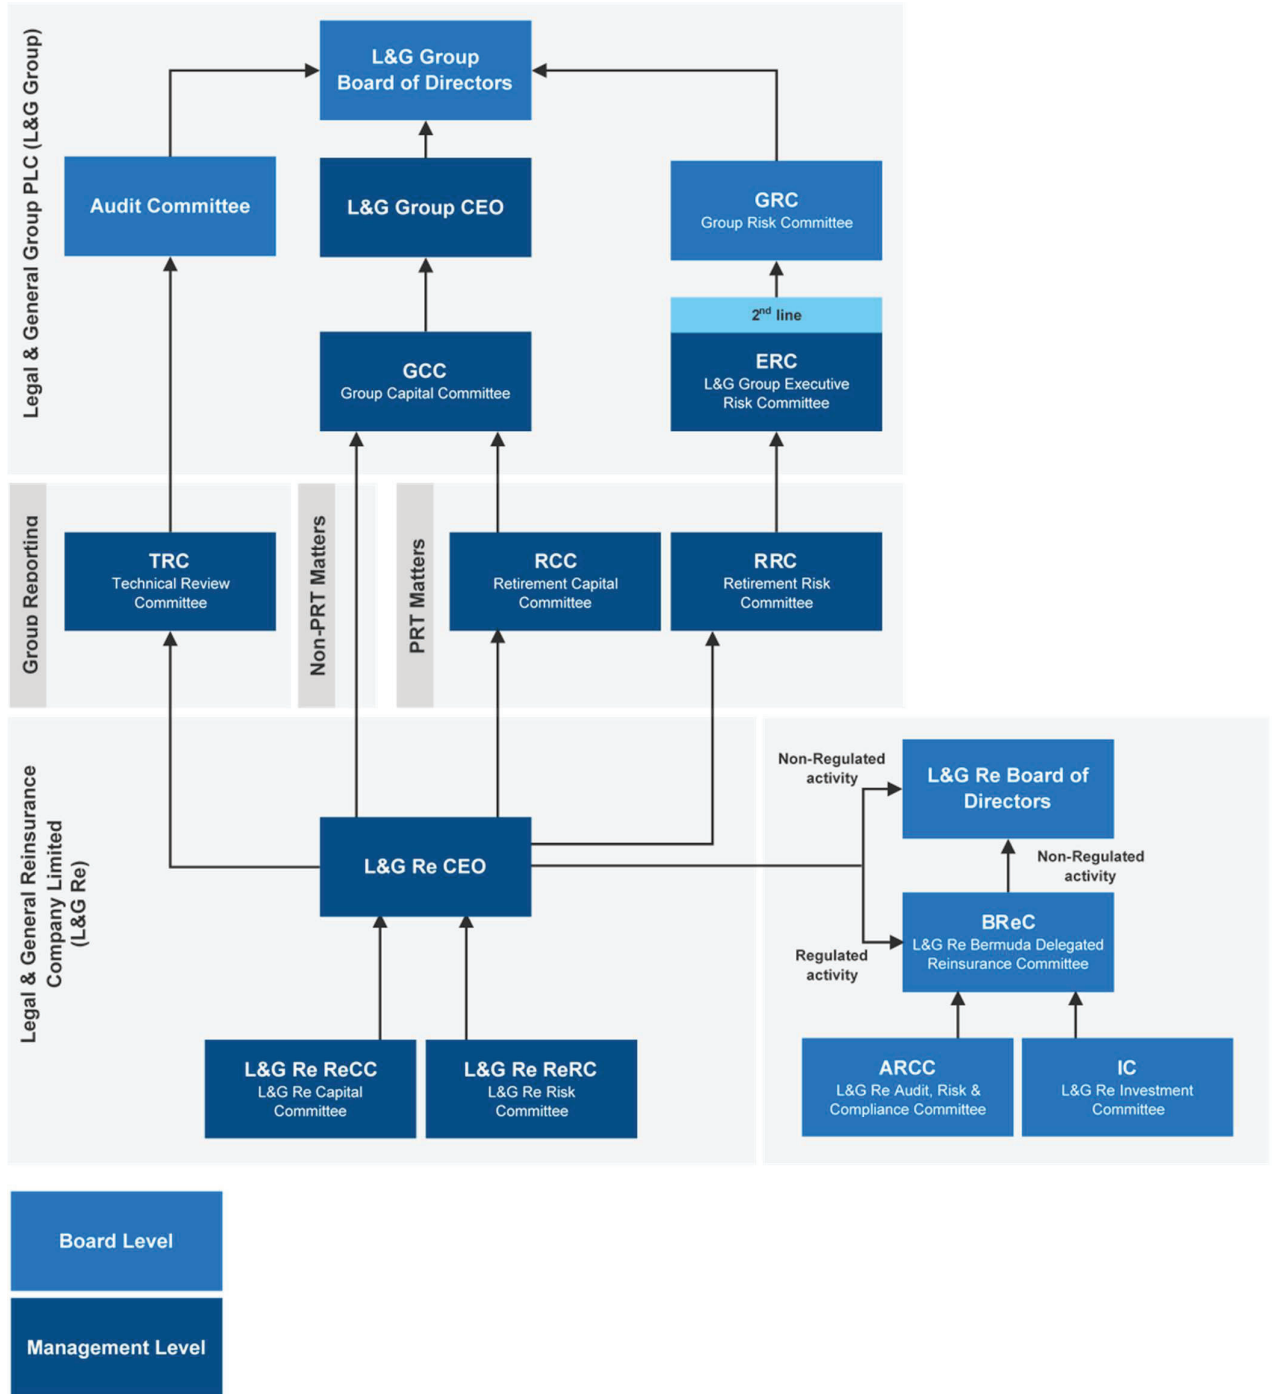 Legal & General Group PLC (L&G Group)
L&G Group
Board of Directors
Audit Committee
L&G Group CEO
GRC
Group Risk Committee
2nd line
GCC
Group Capital Committee
ERC
L&G Group Executive
Risk Committee
Group Reporting
TRC
Technical Review
Committee
Non-PRT Matters
PRT Matters
RCC
Retirement Capital
Committee
RRC
Retirement Risk
Committee
Legal & General Reinsurance
Company Limited
(L&G Re)
L&G Re CEO
L&G Re ReCC
L&G Re Capital
Committee
L&G Re ReRC
L&G Re Risk
Committee
Non-Regulated
activity
L&G Re Board of
Directors
Non-Regulated
activity
Regulated
activity
BReC
L&G Re Bermuda Delegated
Reinsurance Committee
ARCC
L&G Re Audit, Risk &
Compliance Committee
IC
L&G Re Investment
Committee
Board Level
Management Level